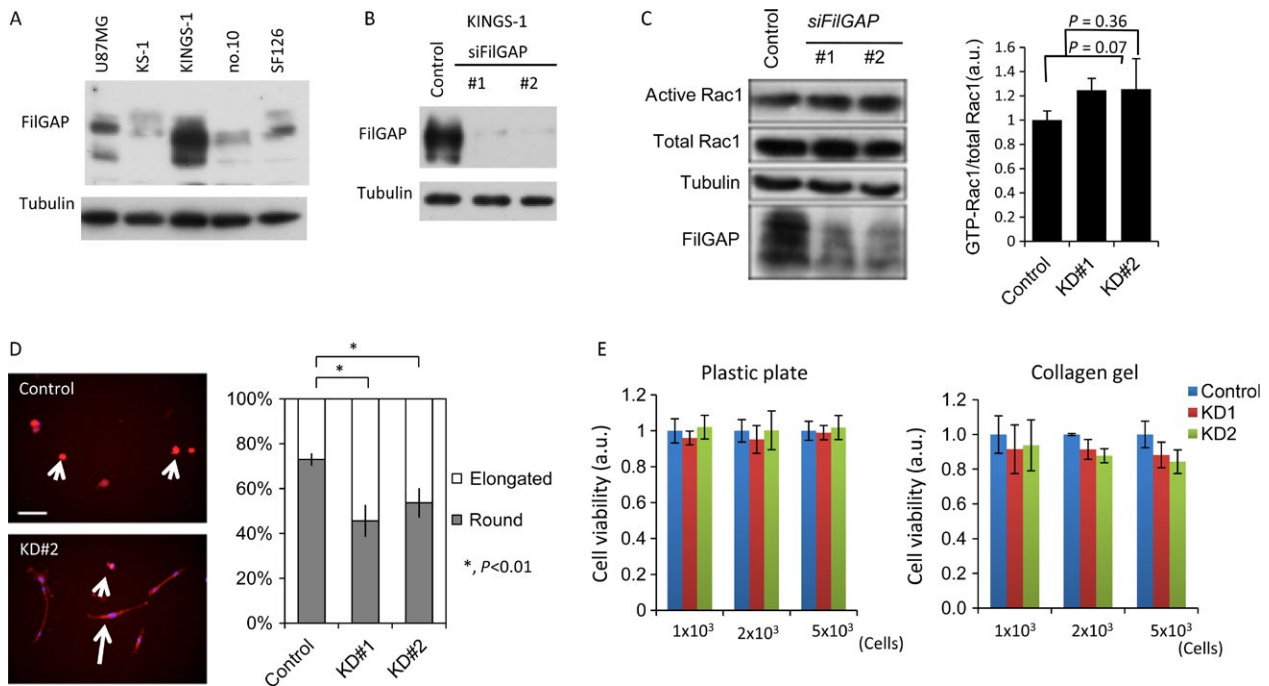 A
U87MG
KS-1
KINGS-1
no.10
SF126
FilGAP
Tubulin
B
KINGS-1
siFilGAP
Control
#1 #2
FilGAP
Tubulin
C
Control
siFilGAP
#1 #2
Active Rac1
Total Rac1
Tubulin
FilGAP
P = 0.36
P = 0.07
GTP-Rac1/total Rac1(a.u.)
1.6
1.4
1.2
1
0.8
0.6
0.4
0.2
0
Control
KD#1
KD#2
D
Control
KD#2
*
*
100%
80%
60%
40%
20%
0%
Elongated
Round
*, P<0.01
Control
KD#1
KD#2
E
Plastic plate
Cell viability (a.u.)
1.2
1
0.8
0.6
0.4
0.2
0
1x10³ 2x10³ 5x10³
(Cells)
Collagen gel
Cell viability (a.u.)
1.2
1.0
0.8
0.6
0.4
0.2
0.0
1x10³ 2x10³ 5x10³
(Cells)
Control
KD1
KD2